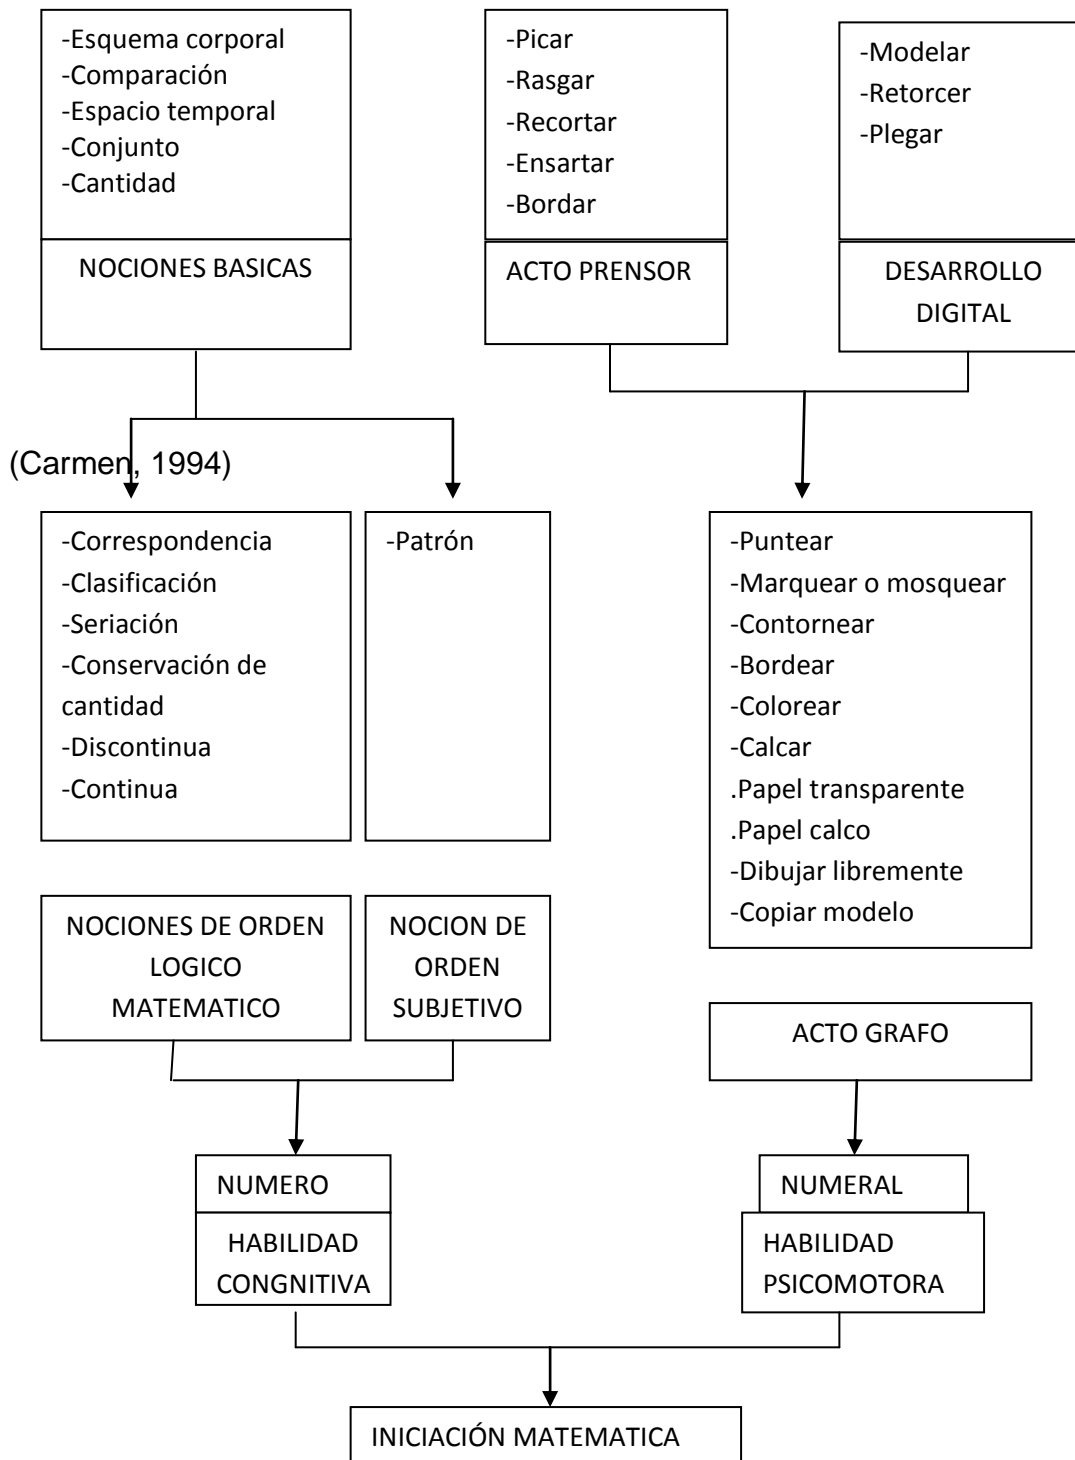 -Esquema corporal
-Comparación
-Espacio temporal
-Conjunto
-Cantidad
NOCIONES BASICAS
-Picar
-Rasgar
-Recortar
-Ensartar
-Bordar
ACTO PRENSOR
-Modelar
-Retorcer
-Plegar
DESARROLLO
DIGITAL
(Carmen, 1994)
-Correspondencia
-Clasificación
-Seriación
-Conservación de
cantidad
-Discontinua
-Continua
-Patrón
-Puntear
-Marquear o mosquear
-Contornear
-Bordear
-Colorear
-Calcar
.Papel transparente
.Papel calco
-Dibujar libremente
-Copiar modelo
NOCIONES DE ORDEN
LOGICO
MATEMATICO
NOCION DE
ORDEN
SUBJETIVO
ACTO GRAFO
NUMERO
HABILIDAD
CONGNITIVA
NUMERAL
HABILIDAD
PSICOMOTORA
INICIACIÓN MATEMATICA